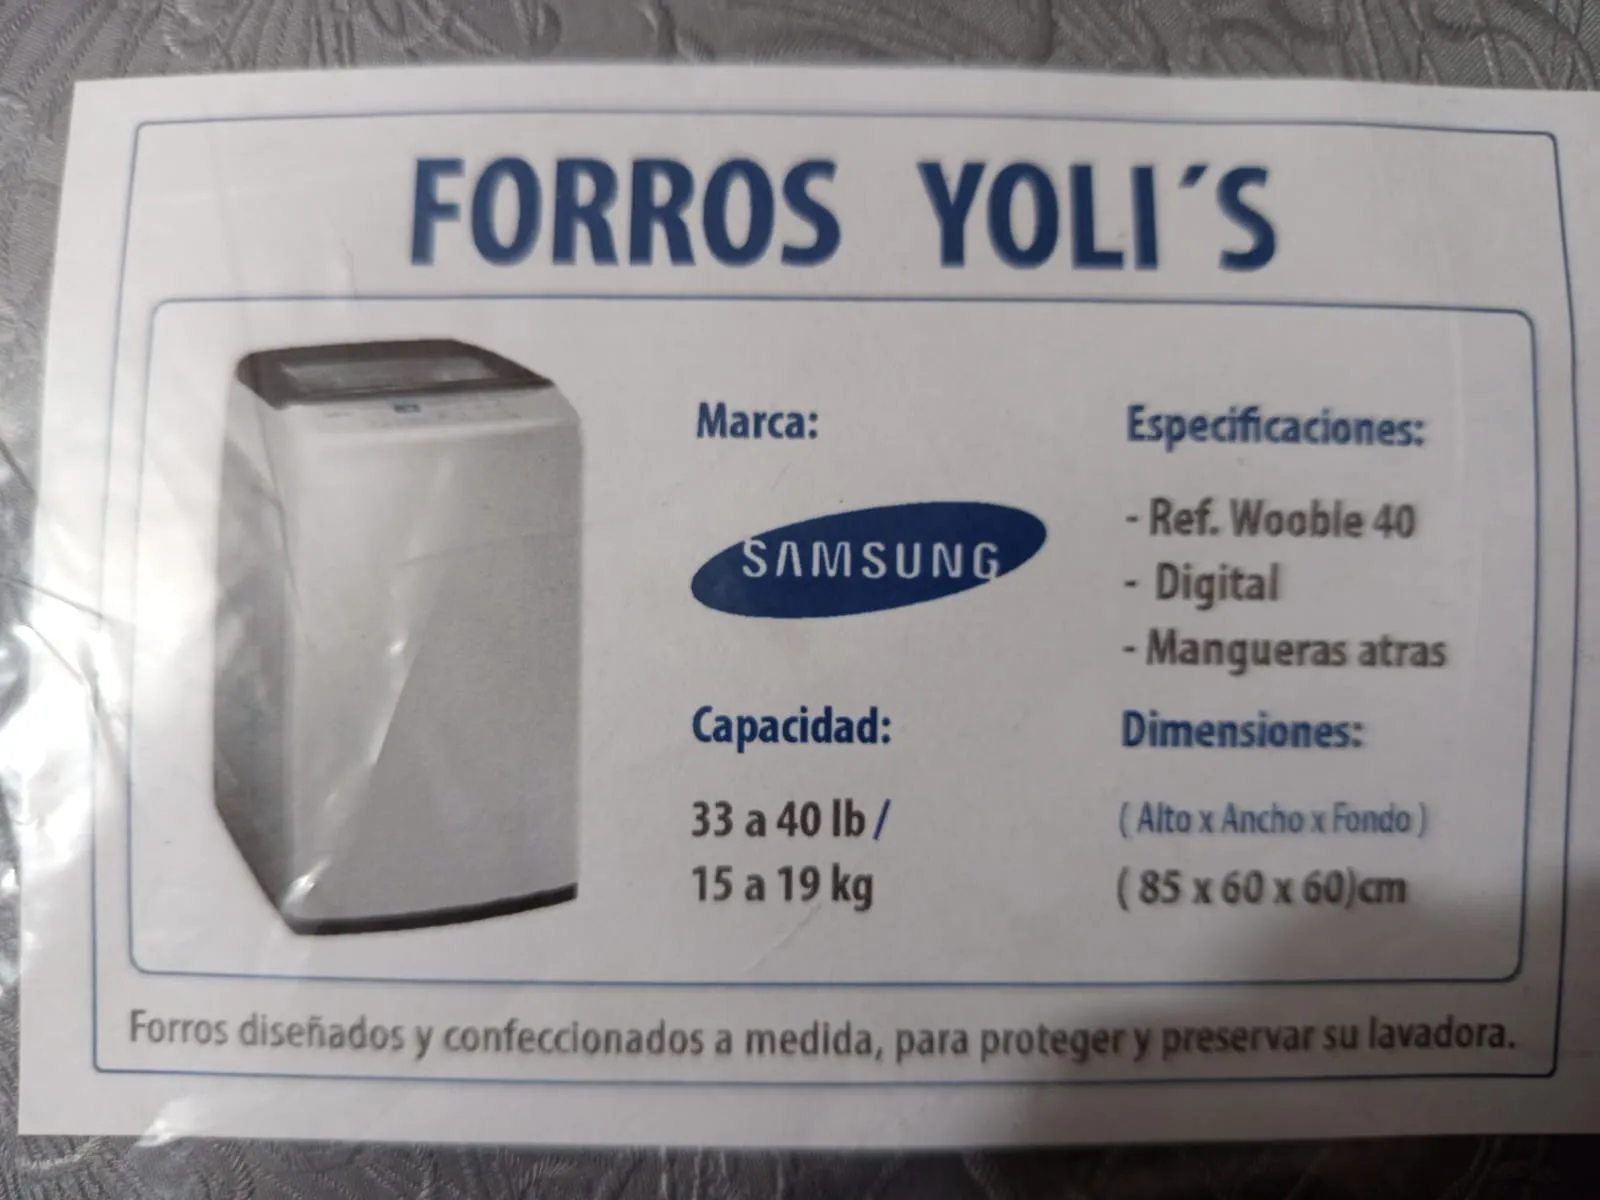 FORROS YOLI´S
Marca:
SAMSUNG
Capacidad:
33 a 40 lb /
15 a 19 kg
Especificaciones:
- Ref. Wooble 40
- Digital
- Mangueras atras
Dimensiones:
( Alto x Ancho x Fondo )
( 85 x 60 x 60)cm
Forros diseñados y confeccionados a medida, para proteger y preservar su lavadora.